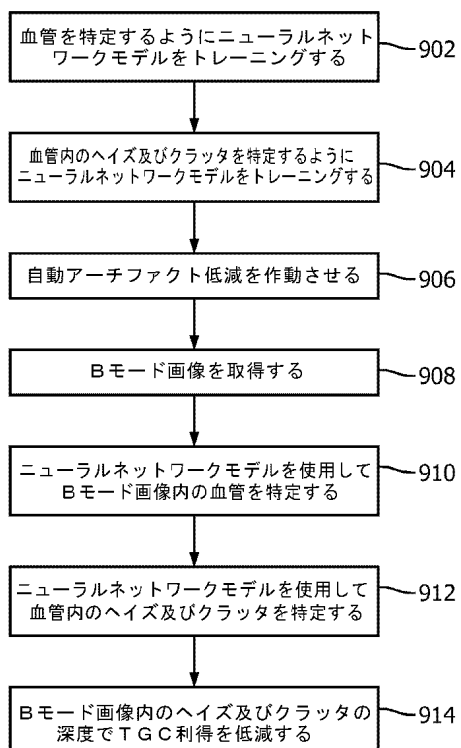 血管を特定するようにニューラルネット
ワークモデルをトレーニングする
902
血管内のヘイズ及びクラッタを特定するように
ニューラルネットワークモデルをトレーニングする
904
自動アーチファクト低減を作動させる
906
Bモード画像を取得する
908
ニューラルネットワークモデルを使用して
Bモード画像内の血管を特定する
910
ニューラルネットワークモデルを使用して
血管内のヘイズ及びクラッタを特定する
912
Bモード画像内のヘイズ及びクラッタの
深度でTGC利得を低減する
914